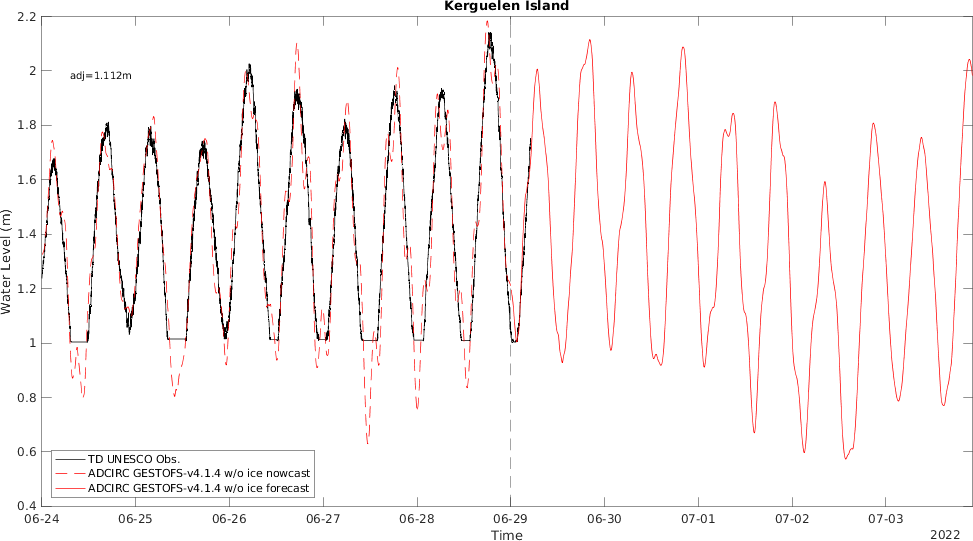 Kerguelen Island
2.2
2
1.8
1.6
1.4
1.2
1
0.8
0.6
0.4
Water Level (m)
adj=1.112m
TD UNESCO Obs.
ADCIRC GESTOFS-v4.1.4 w/o ice nowcast
ADCIRC GESTOFS-v4.1.4 w/o ice forecast
06-24 06-25 06-26 06-27 06-28 06-29 06-30 07-01 07-02 07-03
Time
2022